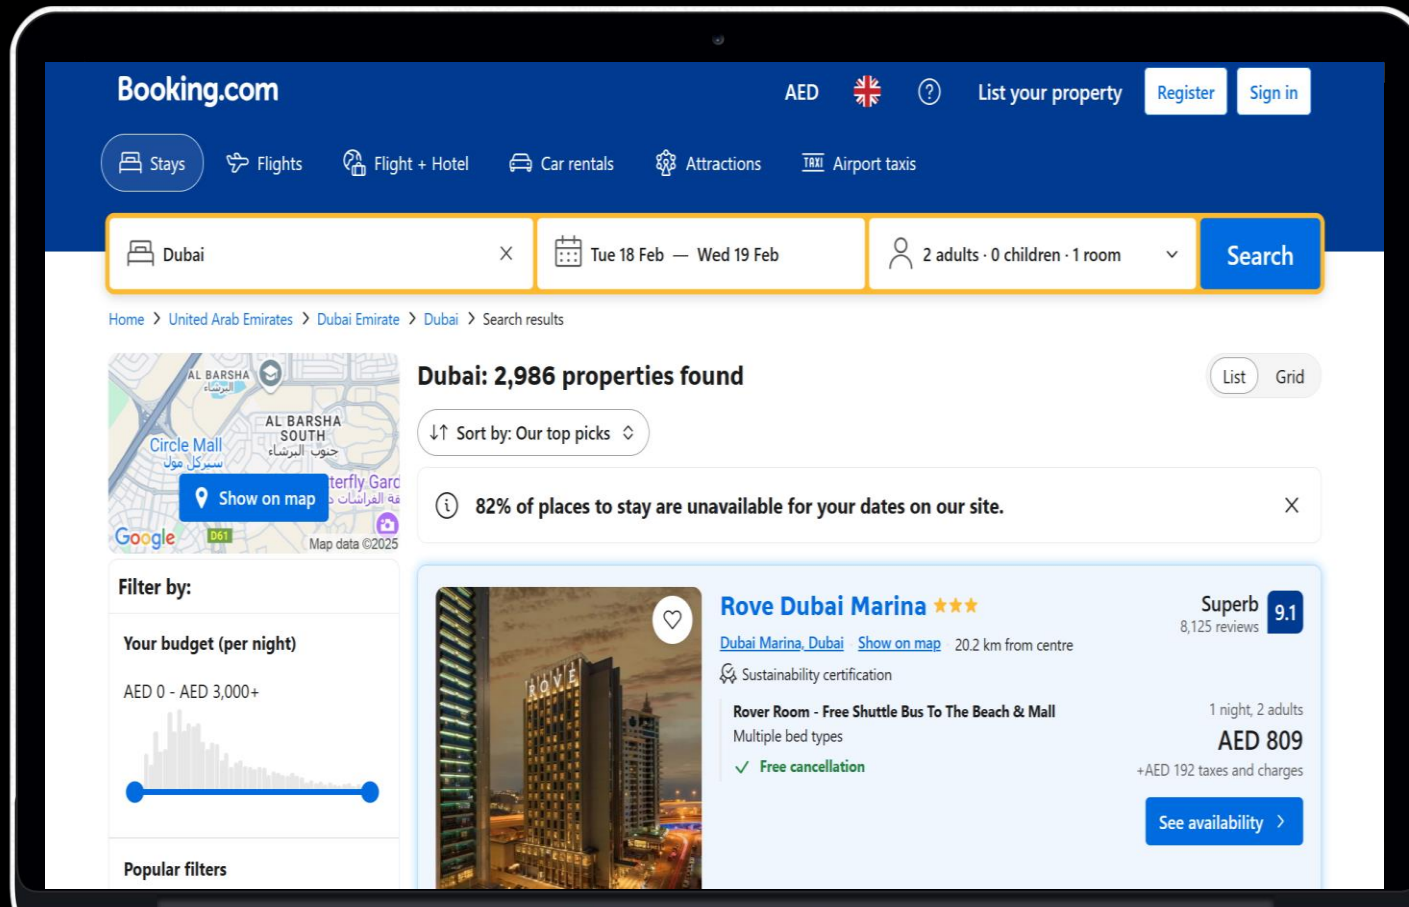 Booking.com
AED
List your property
Register
Sign in
Stays
Flights
Flight + Hotel
Car rentals
Attractions
TAXI Airport taxis
Dubai
Tue 18 Feb — Wed 19 Feb
2 adults · 0 children · 1 room
Search
Home > United Arab Emirates > Dubai Emirate > Dubai > Search results
AL BARSHA
البرشاء
AL BARSHA
SOUTH
جنوب البرشاء
Circle Mall
سيركل مول
terfly Gard
Show on map
Google
D61
Map data ©2025
Dubai: 2,986 properties found
List
Grid
Sort by: Our top picks
82% of places to stay are unavailable for your dates on our site.
Filter by:
Your budget (per night)
AED 0 - AED 3,000+
Popular filters
ROVE
Rove Dubai Marina
Superb
9.1
8,125 reviews
Dubai Marina, Dubai
Show on map
20.2 km from centre
Sustainability certification
Rover Room - Free Shuttle Bus To The Beach & Mall
Multiple bed types
Free cancellation
1 night, 2 adults
AED 809
+AED 192 taxes and charges
See availability